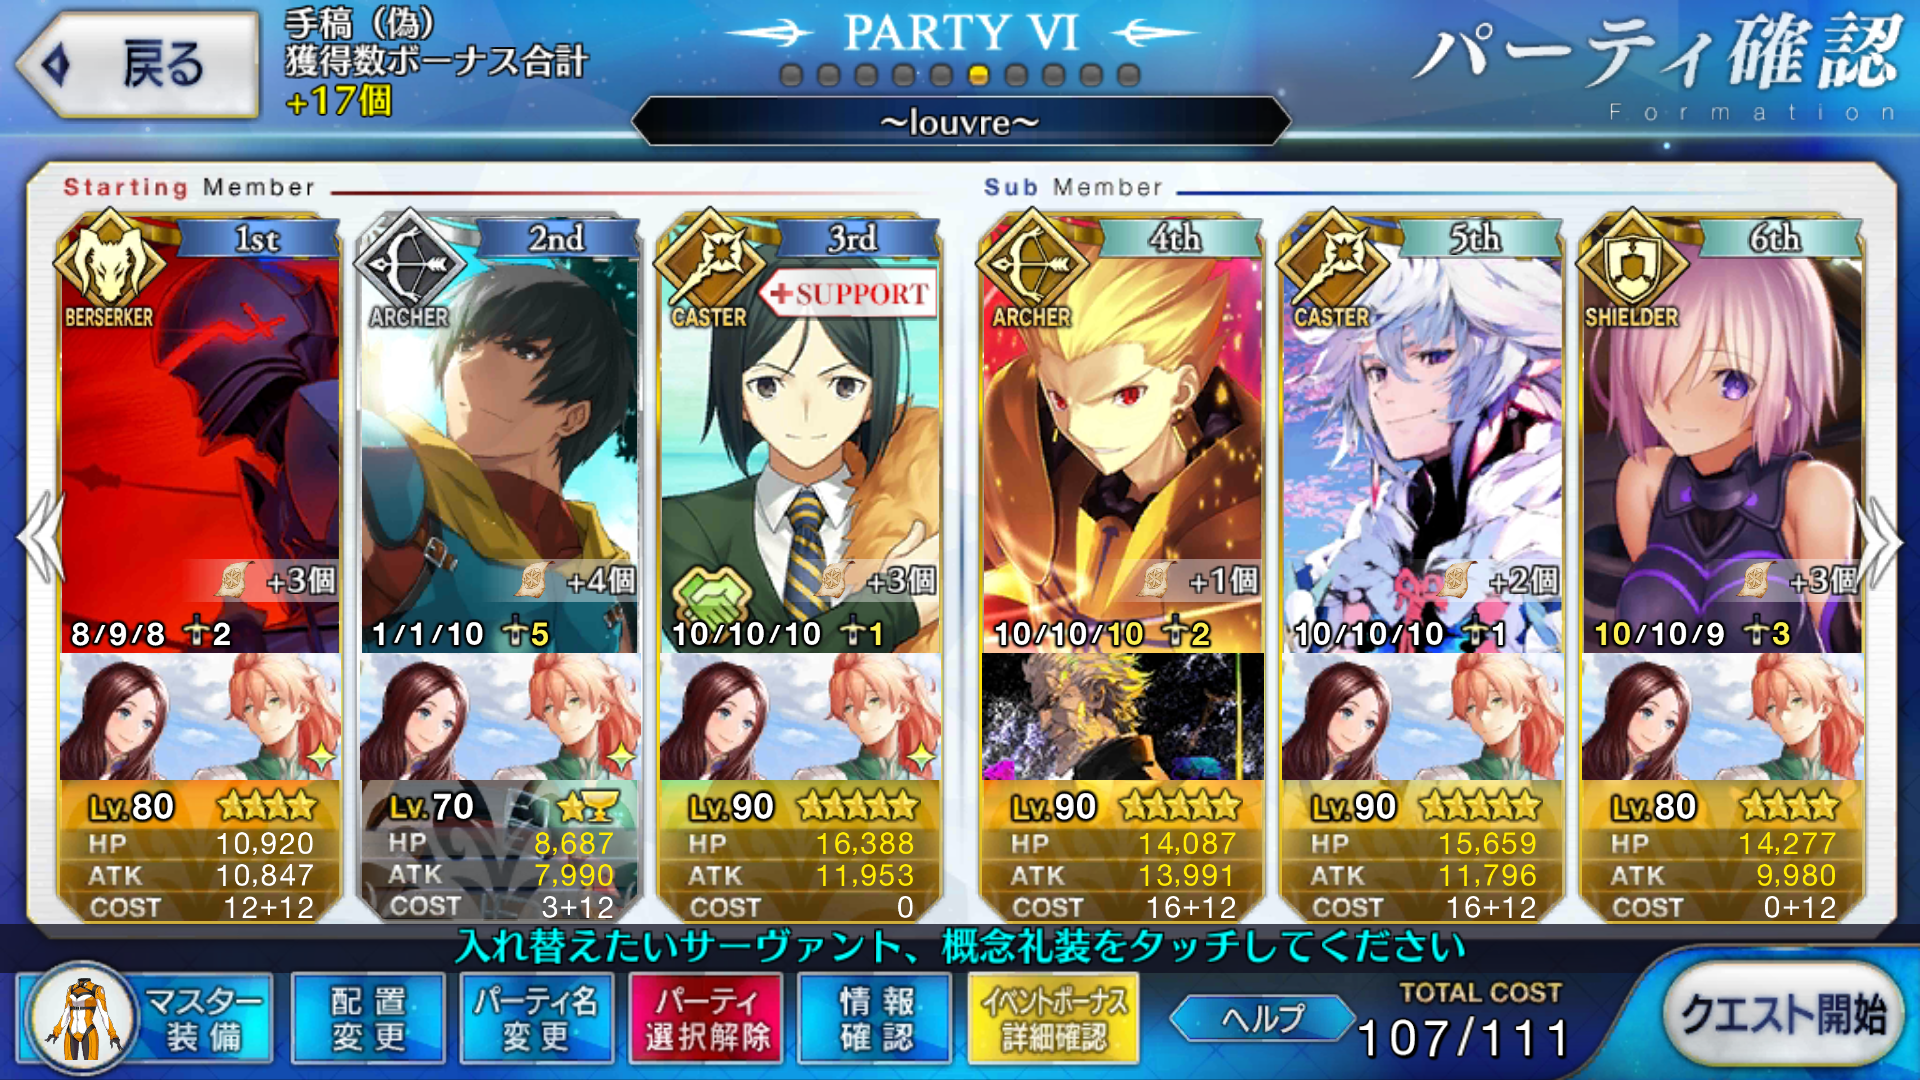 戻る
手稿（偽）
獲得数ボーナス合計
+17個
PARTY VI
~louvre~
パーティ確認
Formation
Starting Member
Sub Member
1st
BERSERKER
+3個
8/9/8 2
Lv.80
HP 10,920
ATK 10,847
COST 12+12
2nd
ARCHER
+4個
1/1/10 5
Lv.70
HP 8,687
ATK 7,990
COST 3+12
3rd
CASTER
+SUPPORT
+3個
10/10/10 1
Lv.90
HP 16,388
ATK 11,953
COST 0
4th
ARCHER
+1個
10/10/10 2
Lv.90
HP 14,087
ATK 13,991
COST 16+12
5th
CASTER
+2個
10/10/10 1
Lv.90
HP 15,659
ATK 11,796
COST 16+12
6th
SHIELDER
+3個
10/10/9 3
Lv.80
HP 14,277
ATK 9,980
COST 0+12
入れ替えたいサーヴァント、概念礼装をタッチしてください
マスター
装備
配置
変更
パーティ名
変更
パーティ
選択解除
情報
確認
イベントボーナス
詳細確認
ヘルプ
TOTAL COST
107/111
クエスト開始